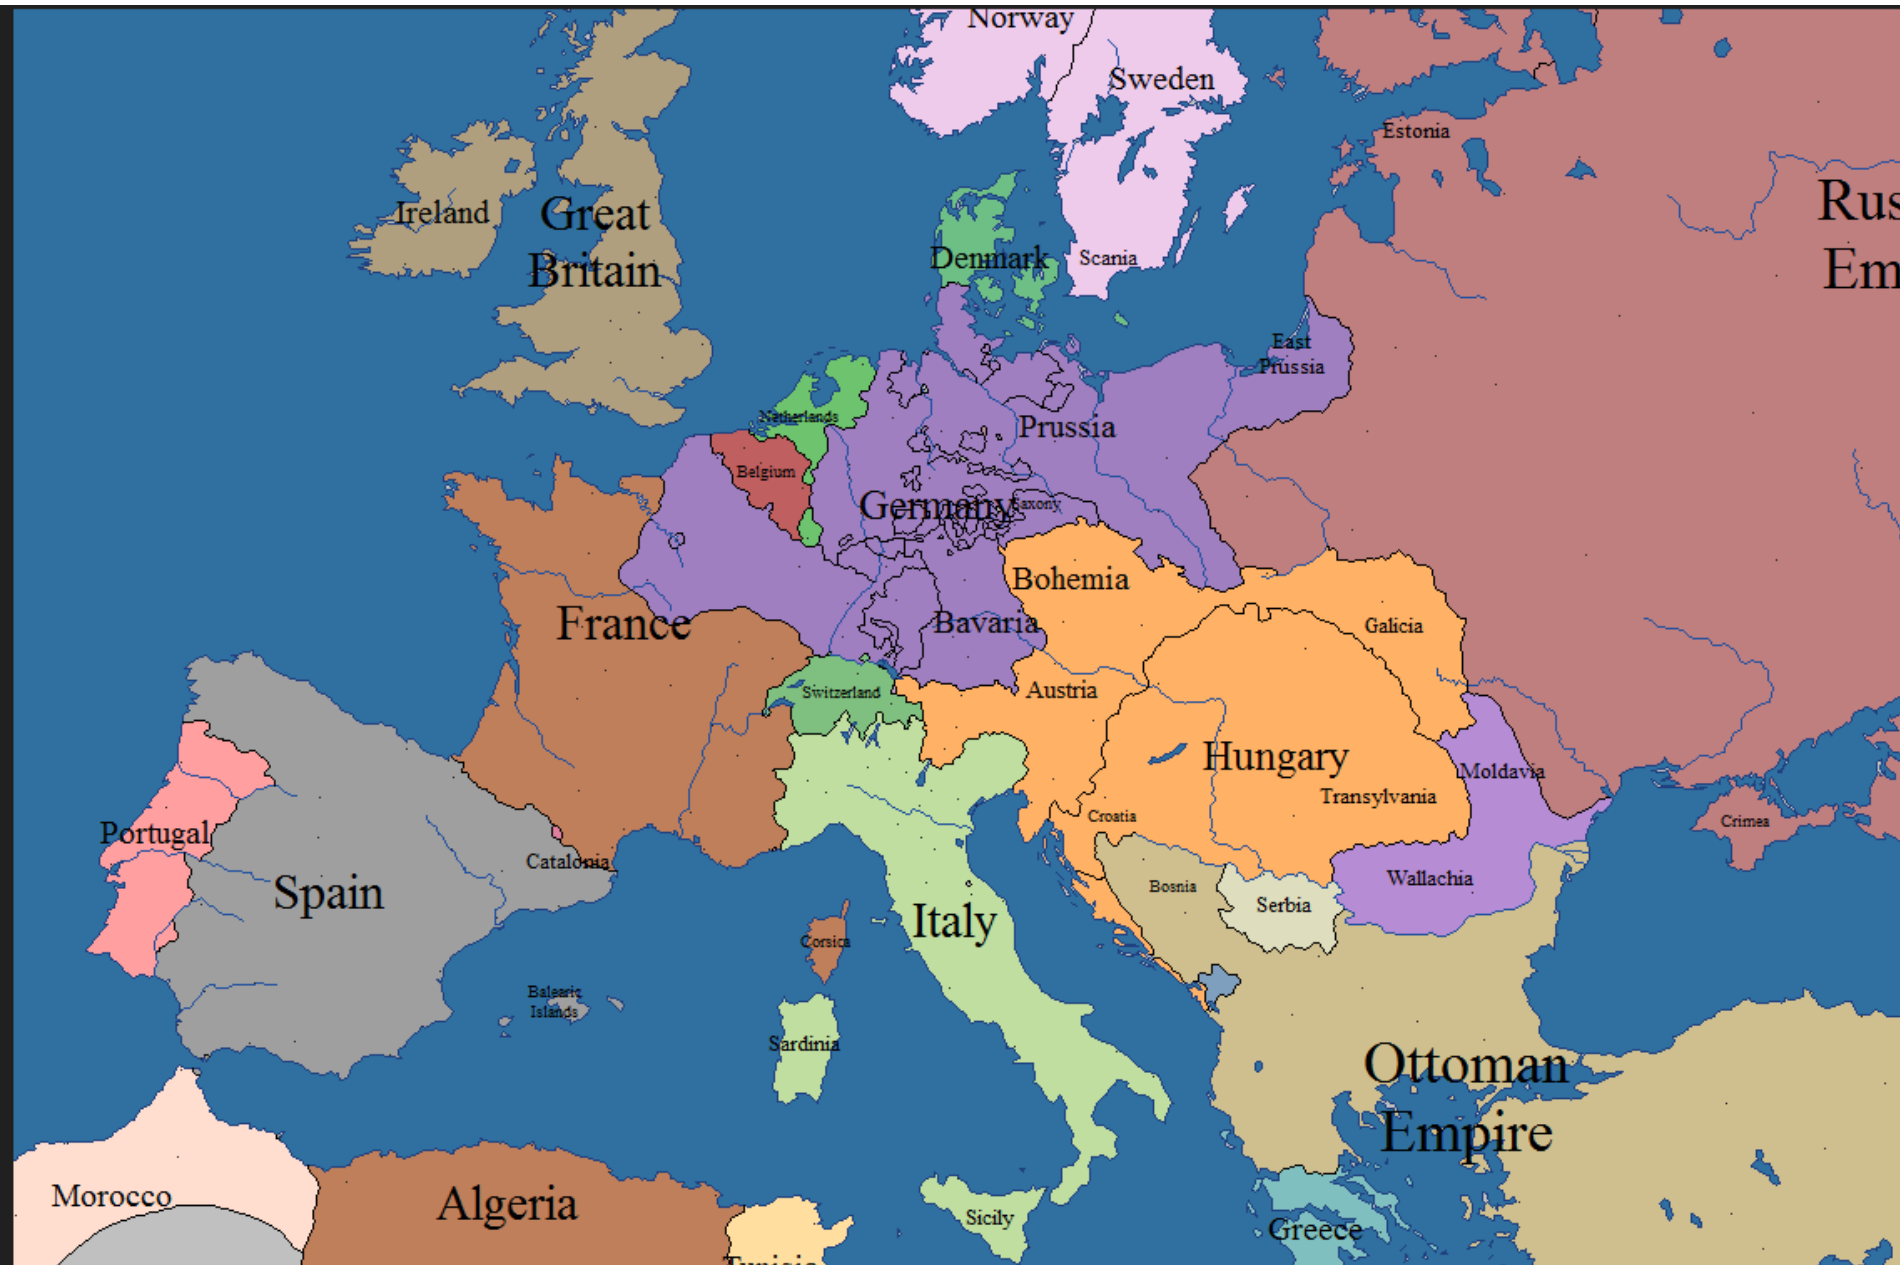 Norway
Sweden
Estonia
Rus
Em
Ireland
Great
Britain
Denmark
Scania
East
Prussia
Netherlands
Prussia
Belgium
Germany
Saxony
Bohemia
France
Bavaria
Galicia
Switzerland
Austria
Hungary
Moldavia
Transylvania
Croatia
Crimea
Portugal
Catalonia
Spain
Bosnia
Serbia
Wallachia
Italy
Corsica
Balearic
Islands
Sardinia
Ottoman
Empire
Morocco
Algeria
Sicily
Greece
Tunisia